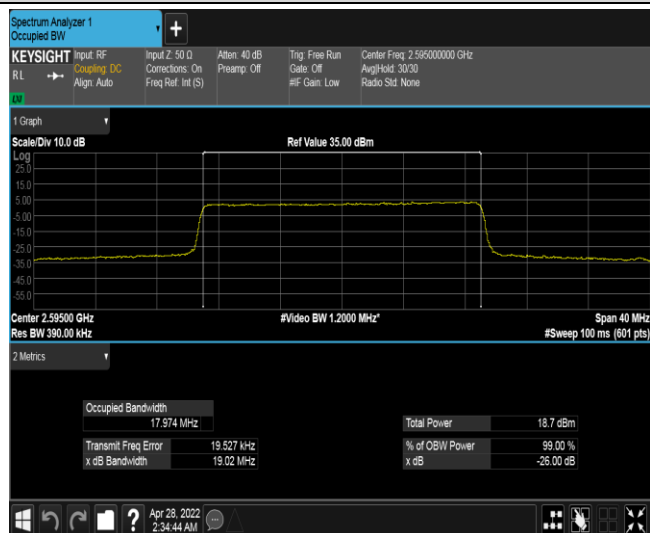 Spectrum Analyzer 1
Occupied BW
KEYSIGHT
RL
Input: RF
Coupling: DC
Align: Auto
Input Z: 50 Ω
Corrections: On
Freq Ref: Int (S)
Atten: 40 dB
Preamp: Off
Trig: Free Run
Gate: Off
#IF Gain: Low
Center Freq: 2.595000000 GHz
Avg|Hold: 30/30
Radio Std: None
1 Graph
Scale/Div 10.0 dB
Ref Value 35.00 dBm
Log
25.0
15.0
5.00
-5.00
-15.0
-25.0
-35.0
-45.0
-55.0
Center 2.59500 GHz
#Video BW 1.2000 MHz*
Span 40 MHz
Res BW 390.00 kHz
#Sweep 100 ms (601 pts)
2 Metrics
Occupied Bandwidth
17.974 MHz
Total Power 18.7 dBm
Transmit Freq Error 19.527 kHz
% of OBW Power 99.00 %
x dB Bandwidth 19.02 MHz
x dB -26.00 dB
?
Apr 28, 2022
2:34:44 AM